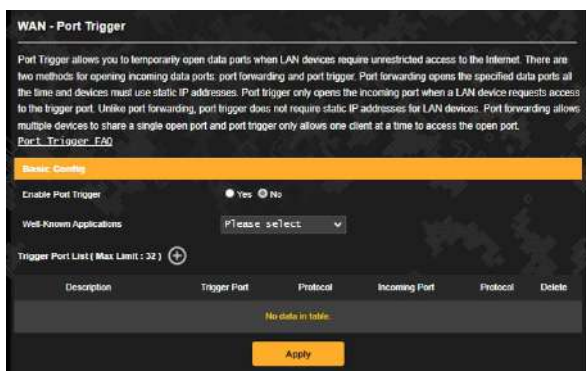 WAN - Port Trigger
Port Trigger allows you to temporarily open data ports when LAN devices require unrestricted access to the Internet. There are
two methods for opening incoming data ports: port forwarding and port trigger. Port forwarding opens the specified data ports all
the time and devices must use static IP addresses. Port trigger only opens the incoming port when a LAN device requests access
to the trigger port. Unlike port forwarding, port trigger does not require static IP addresses for LAN devices. Port forwarding allows
multiple devices to share a single open port and port trigger only allows one client at a time to access the open port.
Port Trigger FAQ
Basic Config
Enable Port Trigger Yes No
Well-Known Applications Please select
Trigger Port List ( Max Limit : 32 )
Description Trigger Port Protocol Incoming Port Protocol Delete
No data in table.
Apply